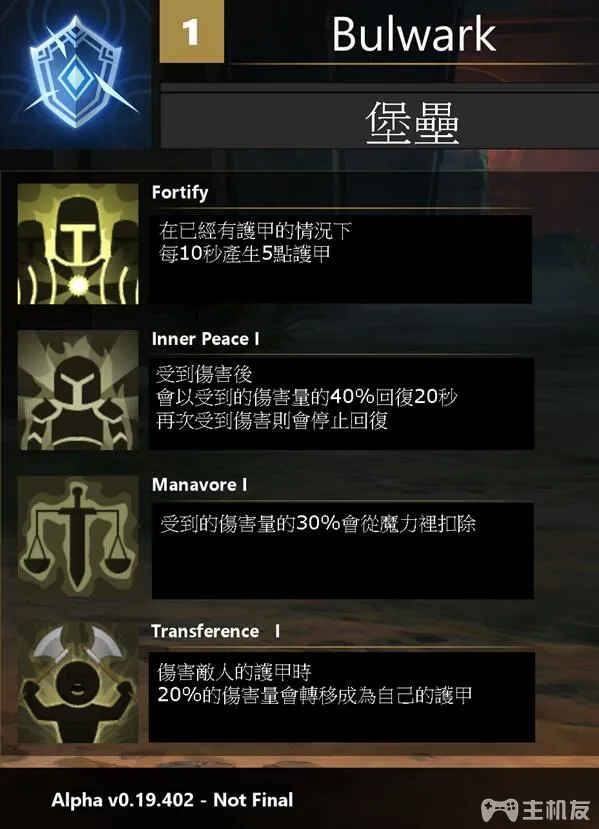 1
Bulwark
堡壘
Fortify
在已經有護甲的情況下
每10秒產生5點護甲
Inner Peace I
受到傷害後
會以受到的傷害量的40%回復20秒
再次受到傷害則會停止回復
Manavore I
受到的傷害量的30%會從魔力裡扣除
Transference I
傷害敵人的護甲時
20%的傷害量會轉移成為自己的護甲
Alpha v0.19.402 - Not Final
主机友